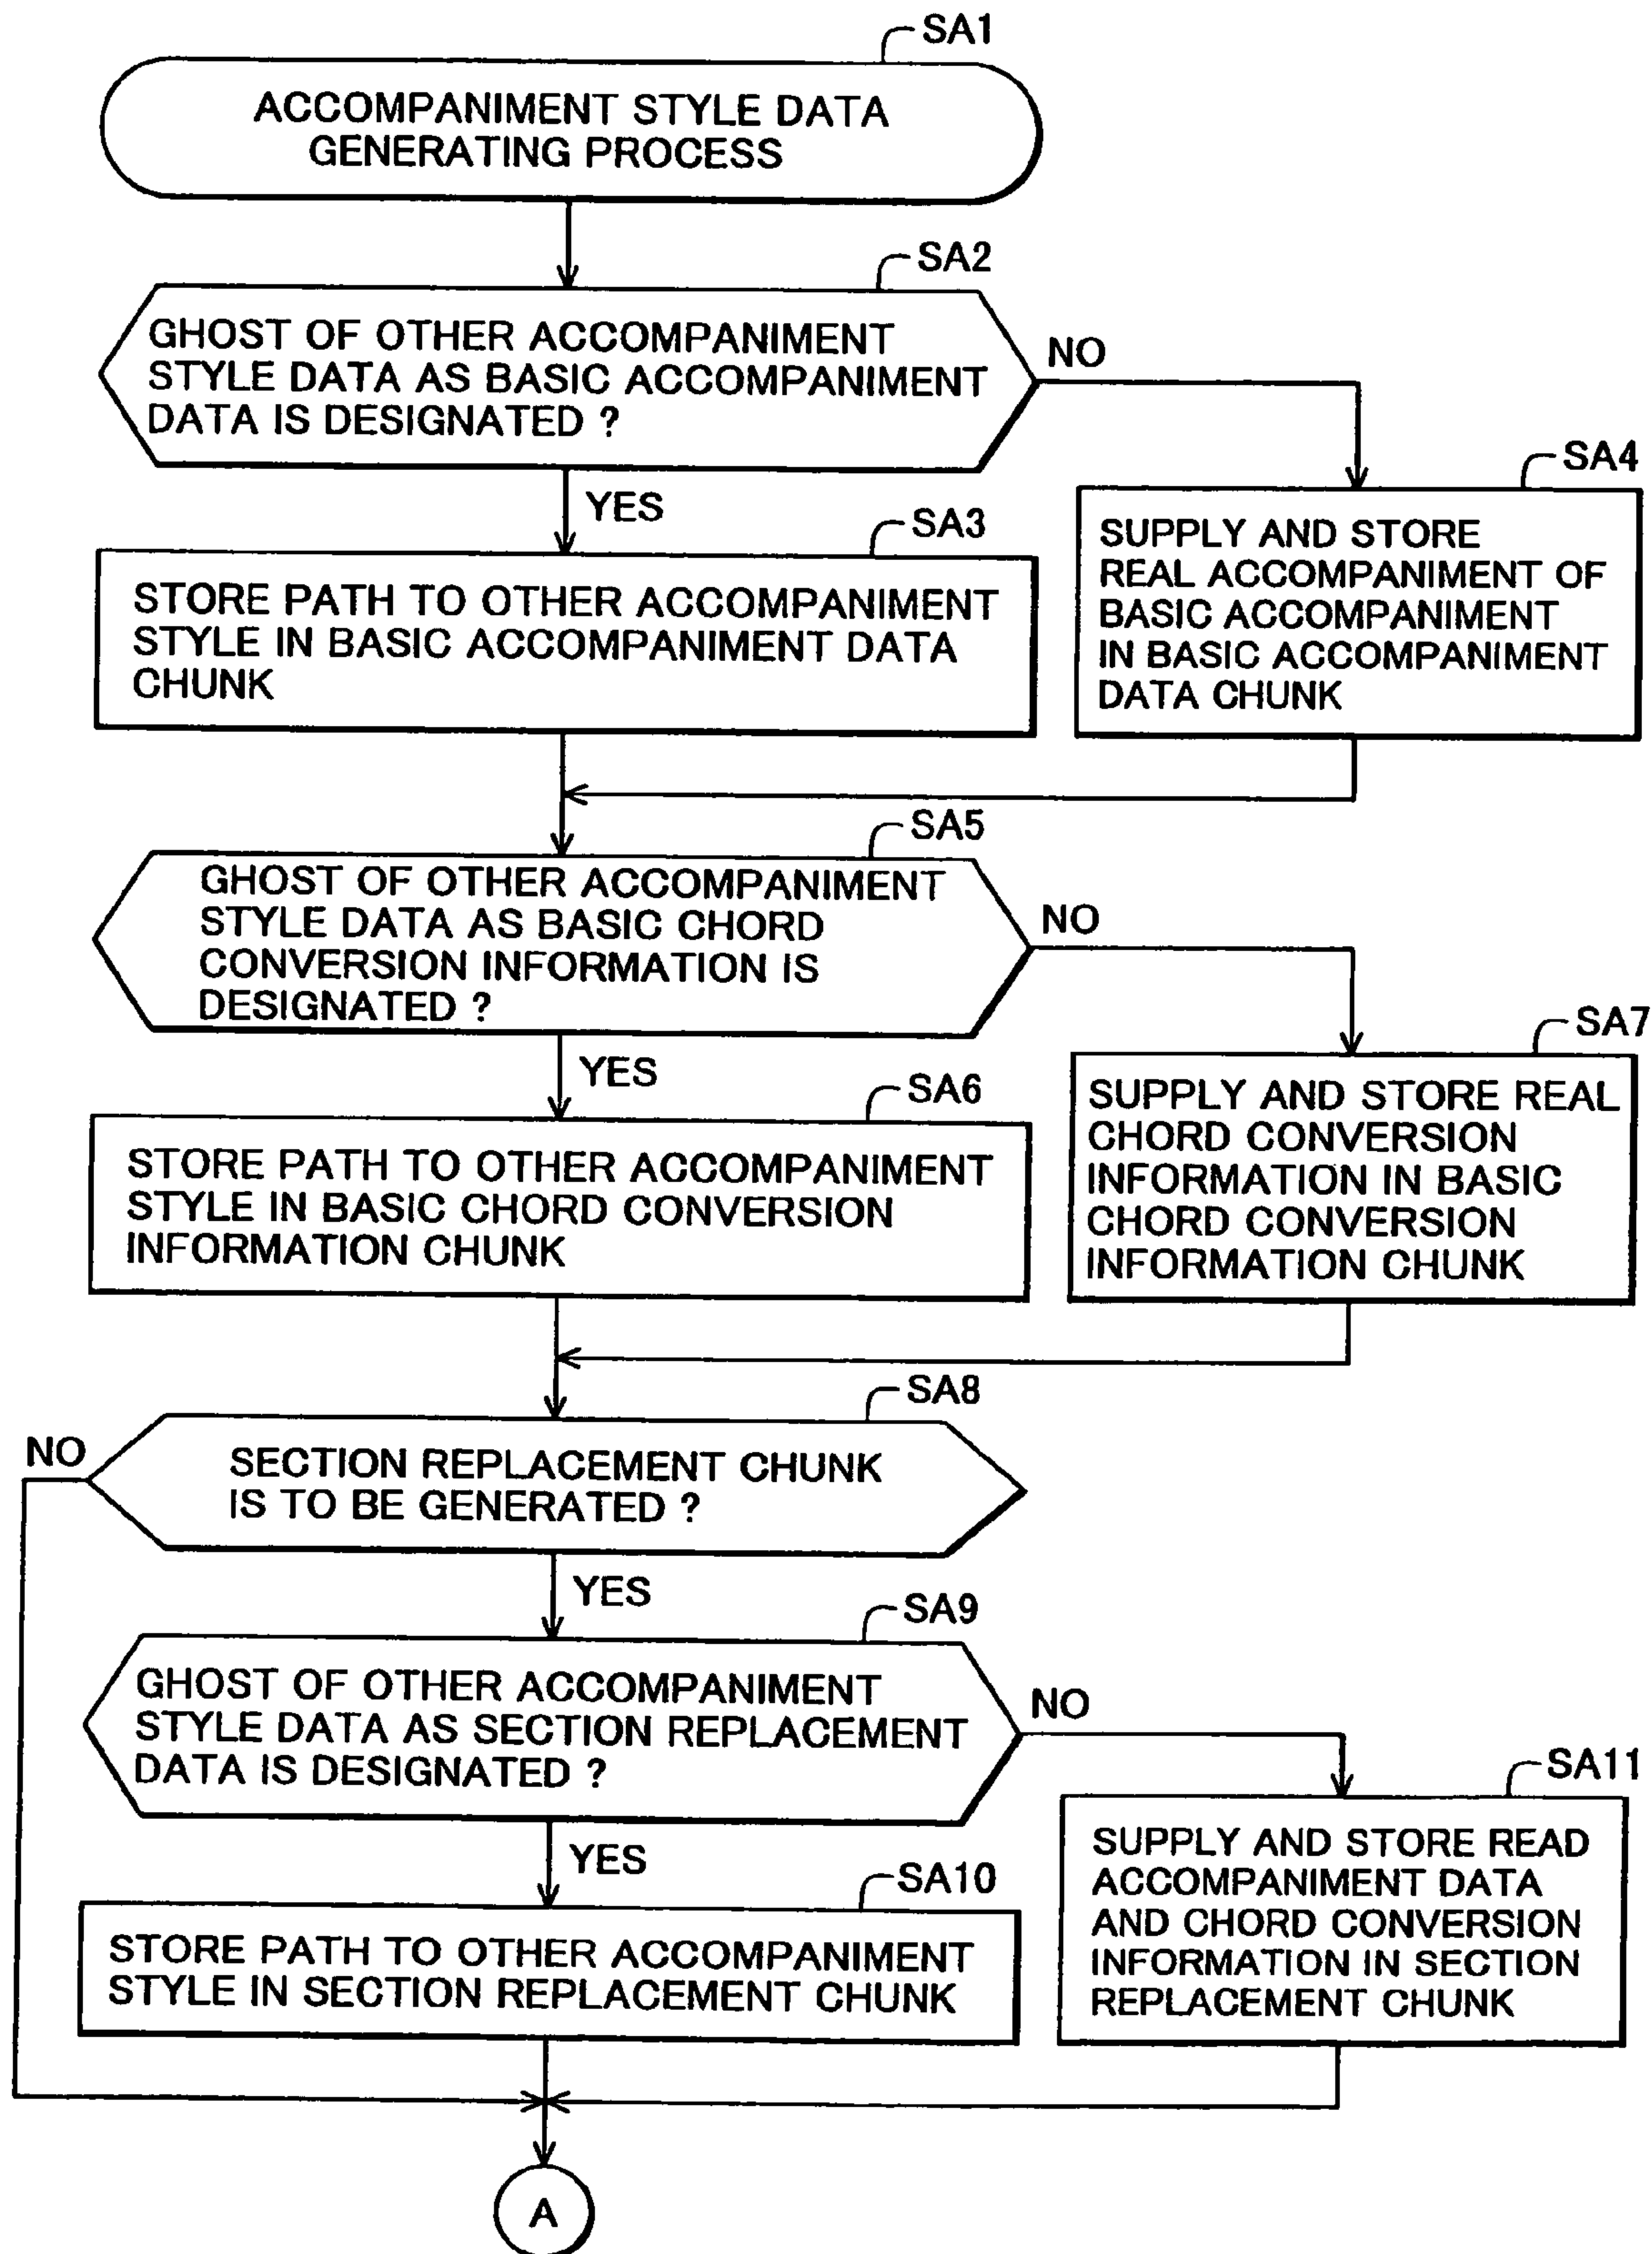 SA1
ACCOMPANIMENT STYLE DATA
GENERATING PROCESS
SA2
GHOST OF OTHER ACCOMPANIMENT
STYLE DATA AS BASIC ACCOMPANIMENT
DATA IS DESIGNATED ?
NO
YES
SA3
STORE PATH TO OTHER ACCOMPANIMENT
STYLE IN BASIC ACCOMPANIMENT DATA
CHUNK
SA4
SUPPLY AND STORE
REAL ACCOMPANIMENT OF
BASIC ACCOMPANIMENT
IN BASIC ACCOMPANIMENT
DATA CHUNK
SA5
GHOST OF OTHER ACCOMPANIMENT
STYLE DATA AS BASIC CHORD
CONVERSION INFORMATION IS
DESIGNATED ?
NO
YES
SA6
STORE PATH TO OTHER ACCOMPANIMENT
STYLE IN BASIC CHORD CONVERSION
INFORMATION CHUNK
SA7
SUPPLY AND STORE REAL
CHORD CONVERSION
INFORMATION IN BASIC
CHORD CONVERSION
INFORMATION CHUNK
SA8
NO
SECTION REPLACEMENT CHUNK
IS TO BE GENERATED ?
YES
SA9
GHOST OF OTHER ACCOMPANIMENT
STYLE DATA AS SECTION REPLACEMENT
DATA IS DESIGNATED ?
NO
YES
SA10
STORE PATH TO OTHER ACCOMPANIMENT
STYLE IN SECTION REPLACEMENT CHUNK
SA11
SUPPLY AND STORE READ
ACCOMPANIMENT DATA
AND CHORD CONVERSION
INFORMATION IN SECTION
REPLACEMENT CHUNK
A